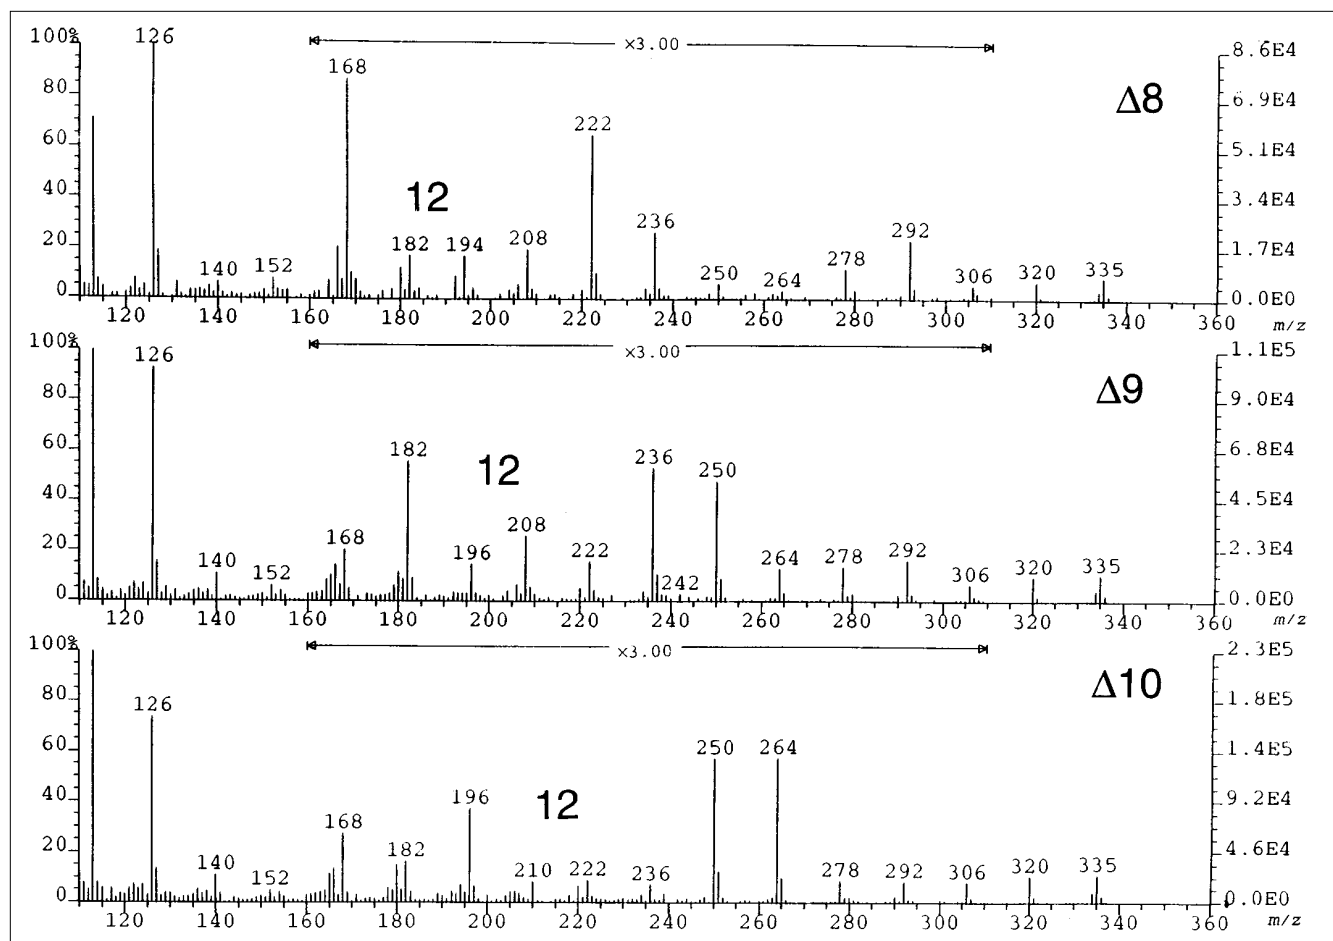 100% 126 ×3.00 8.6E4
168 Δ8
80 6.9E4
222
60 5.1E4
12
40 236 3.4E4
292
20 140 152 182 194 208 250 264 278 306 320 335 1.7E4
0 0.0E0
120 140 160 180 200 220 240 260 280 300 320 340 360
m/z
100% 126 ×3.00 1.1E5
Δ9
80 9.0E4
182 12 236 250
60 6.8E4
40 4.5E4
208
20 140 152 168 196 222 242 264 278 292 306 320 335 2.3E4
0 0.0E0
120 140 160 180 200 220 240 260 280 300 320 340 360
m/z
100% ×3.00 2.3E5
Δ10
80 126 1.8E5
250 264
60 1.4E5
12
40 196 9.2E4
168
20 140 152 182 210 222 236 278 292 306 320 335 4.6E4
0 0.0E0
120 140 160 180 200 220 240 260 280 300 320 340 360
m/z